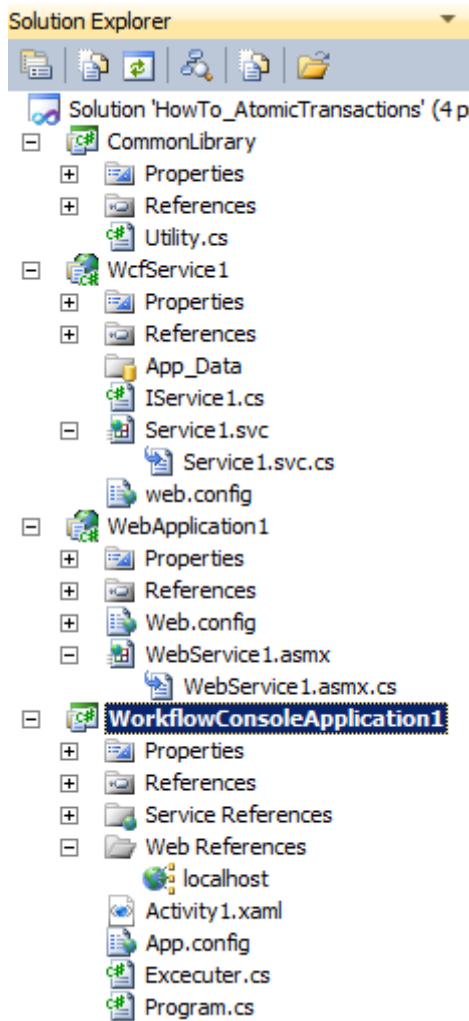 Solution Explorer
Solution 'HowTo_AtomicTransactions' (4 p
CommonLibrary
Properties
References
Utility.cs
WcfService1
Properties
References
App_Data
IService1.cs
Service1.svc
Service1.svc.cs
web.config
WebApplication1
Properties
References
Web.config
WebService1.asmx
WebService1.asmx.cs
WorkflowConsoleApplication1
Properties
References
Service References
Web References
localhost
Activity1.xaml
App.config
Excecuter.cs
Program.cs